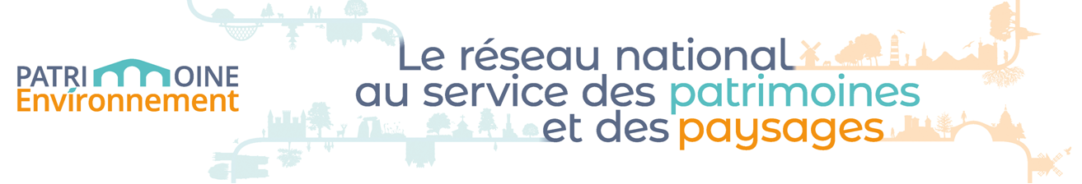 PATRIMOINE
Environnement
Le réseau national
au service des patrimoines
et des paysages